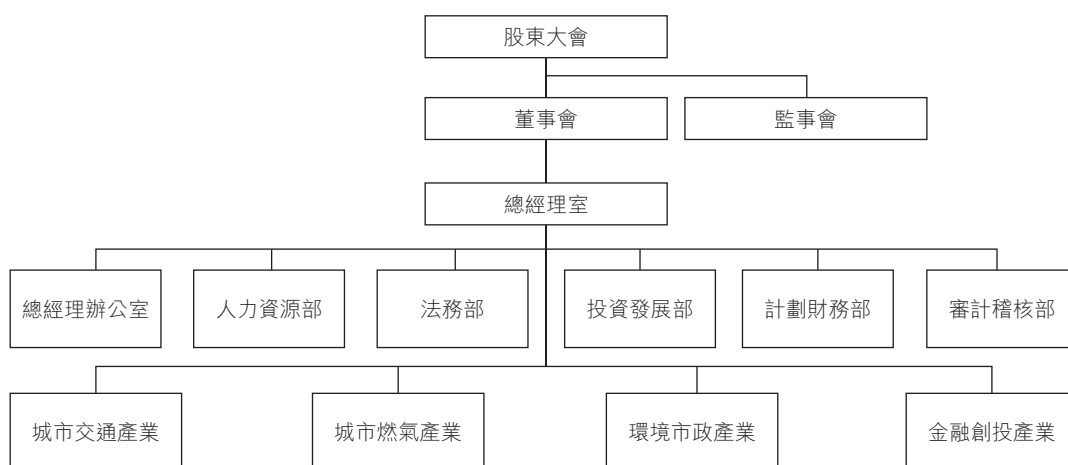 股東大會
董事會
監事會
總經理室
總經理辦公室
人力資源部
法務部
投資發展部
計劃財務部
審計稽核部
城市交通產業
城市燃氣產業
環境市政產業
金融創投產業